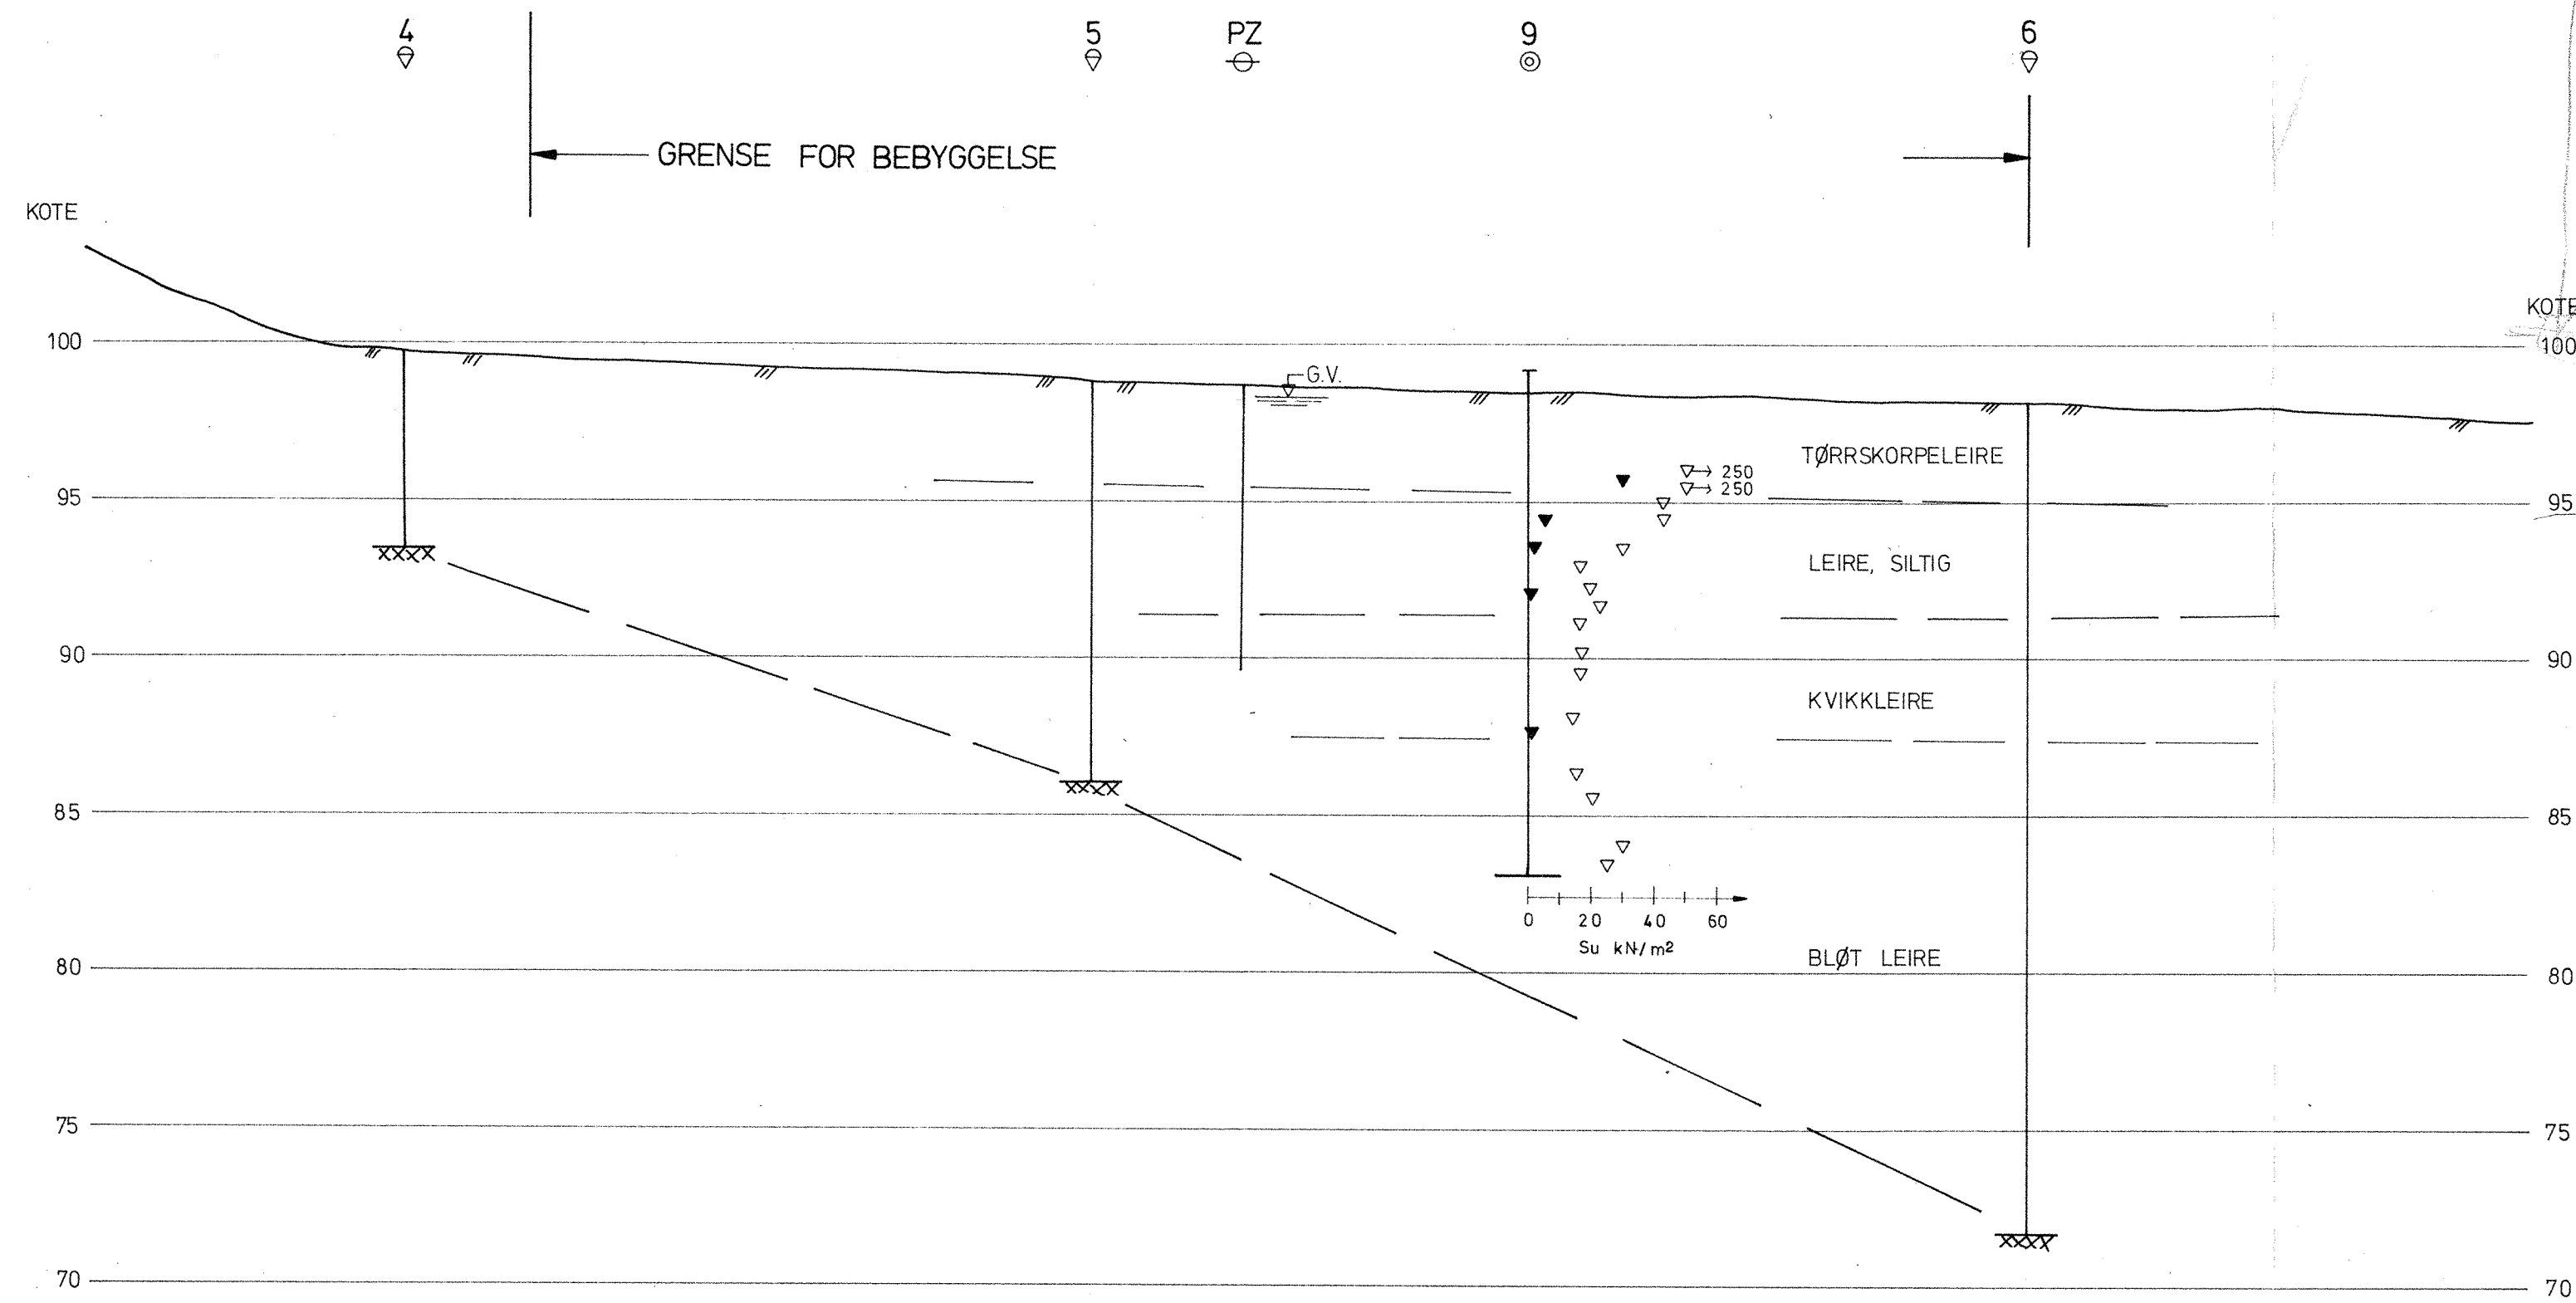 4 5 PZ 9 6
GRENSE FOR BEBYGGELSE
KOTE
KOTE
100 100
G.V.
TØRRSKORPELEIRE
250
250
95 95
LEIRE, SILTIG
90 90
KVIKKLEIRE
85 85
0 20 40 60
Su kN/m²
BLØT LEIRE
80 80
75 75
70 70